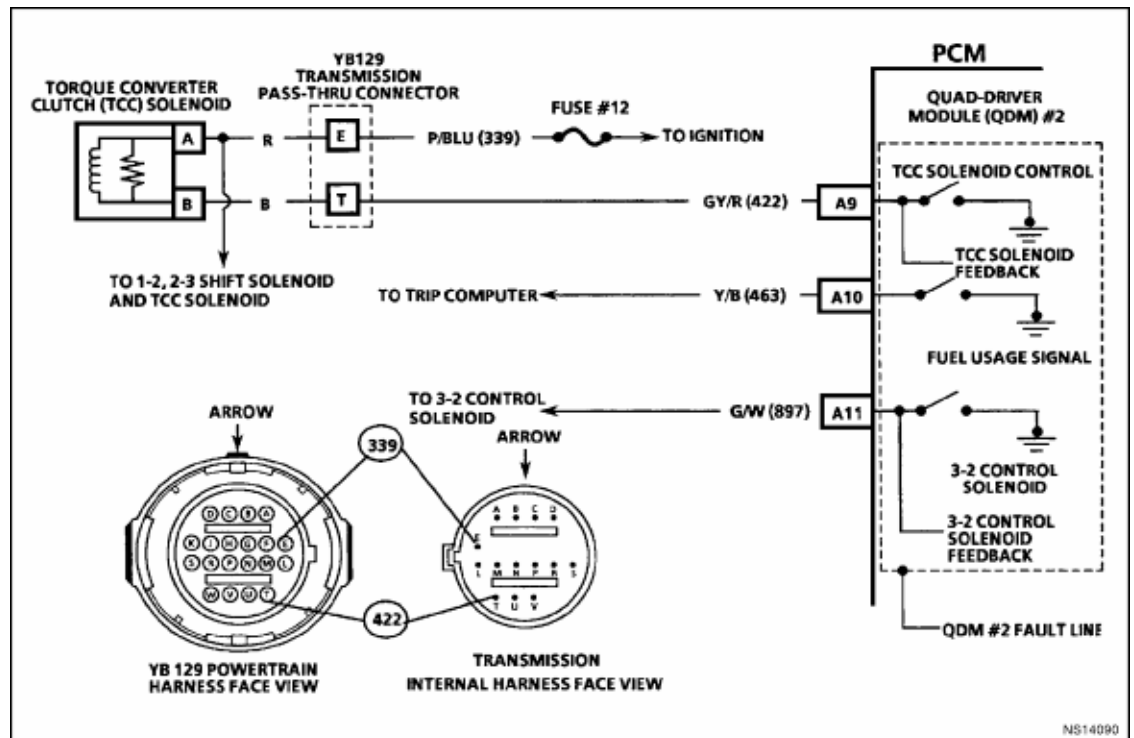 PCM
QUAD-DRIVER
MODULE (QDM) #2
YB129
TRANSMISSION
PASS-THRU CONNECTOR
TORQUE CONVERTER
CLUTCH (TCC) SOLENOID
FUSE #12
A
R
E
P/BLU (339)
TO IGNITION
TCC SOLENOID CONTROL
B
B
T
GY/R (422)
A9
TCC SOLENOID
FEEDBACK
TO 1-2, 2-3 SHIFT SOLENOID
AND TCC SOLENOID
TO TRIP COMPUTER
Y/B (463)
A10
FUEL USAGE SIGNAL
TO 3-2 CONTROL
SOLENOID
G/W (897)
A11
3-2 CONTROL
SOLENOID
3-2 CONTROL
SOLENOID
FEEDBACK
QDM #2 FAULT LINE
ARROW
339
ARROW
D C B A
K J H G F E
S R P N M L
W V U T
A B C D
E
L M N P R S
T U V
422
YB 129 POWERTRAIN
HARNESS FACE VIEW
TRANSMISSION
INTERNAL HARNESS FACE VIEW
NS14090